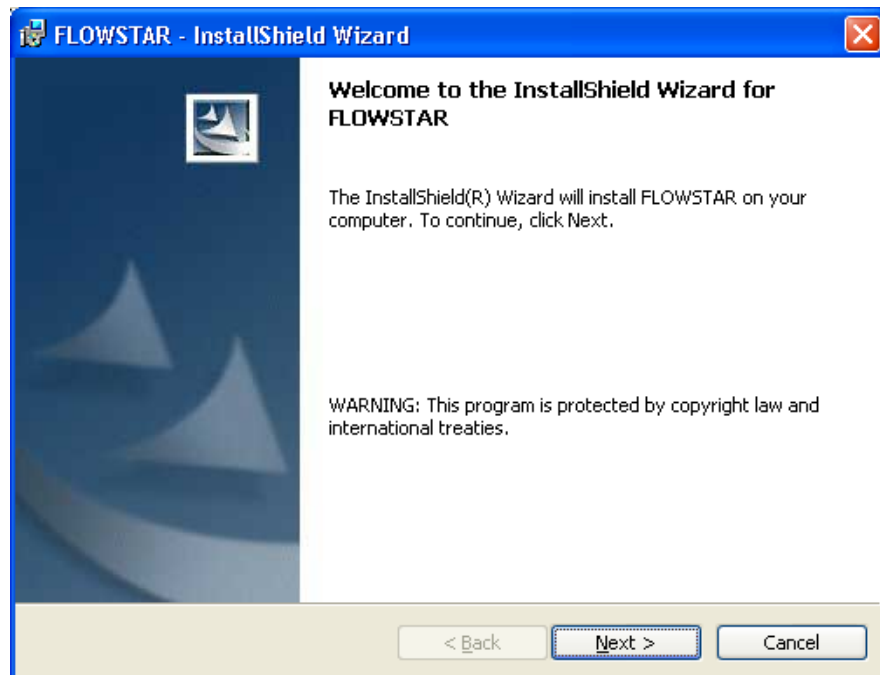 FLOWSTAR - InstallShield Wizard
Welcome to the InstallShield Wizard for
FLOWSTAR
The InstallShield(R) Wizard will install FLOWSTAR on your
computer. To continue, click Next.
WARNING: This program is protected by copyright law and
international treaties.
< Back Next > Cancel